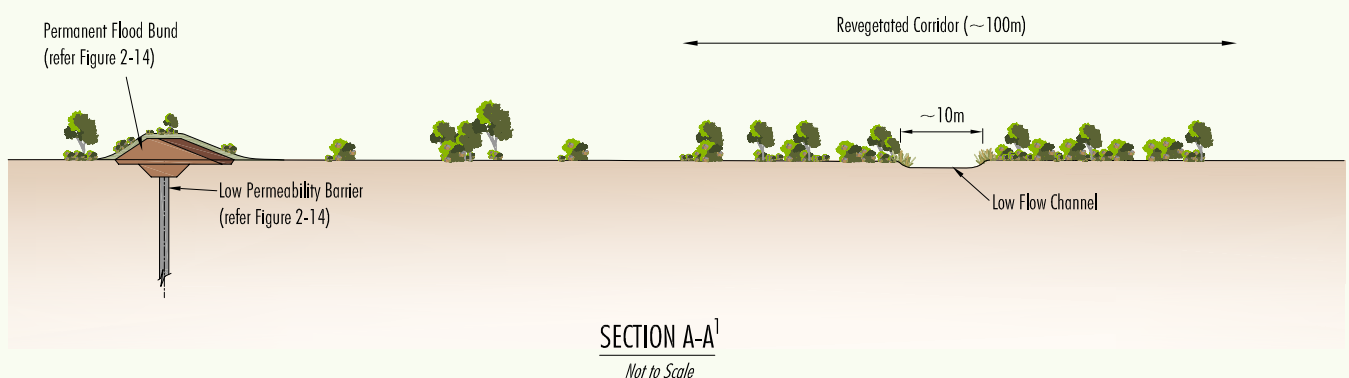 Permanent Flood Bund
(refer Figure 2-14)
Revegetated Corridor (~100m)
~10m
Low Permeability Barrier
(refer Figure 2-14)
Low Flow Channel
SECTION A-A1
Not to Scale